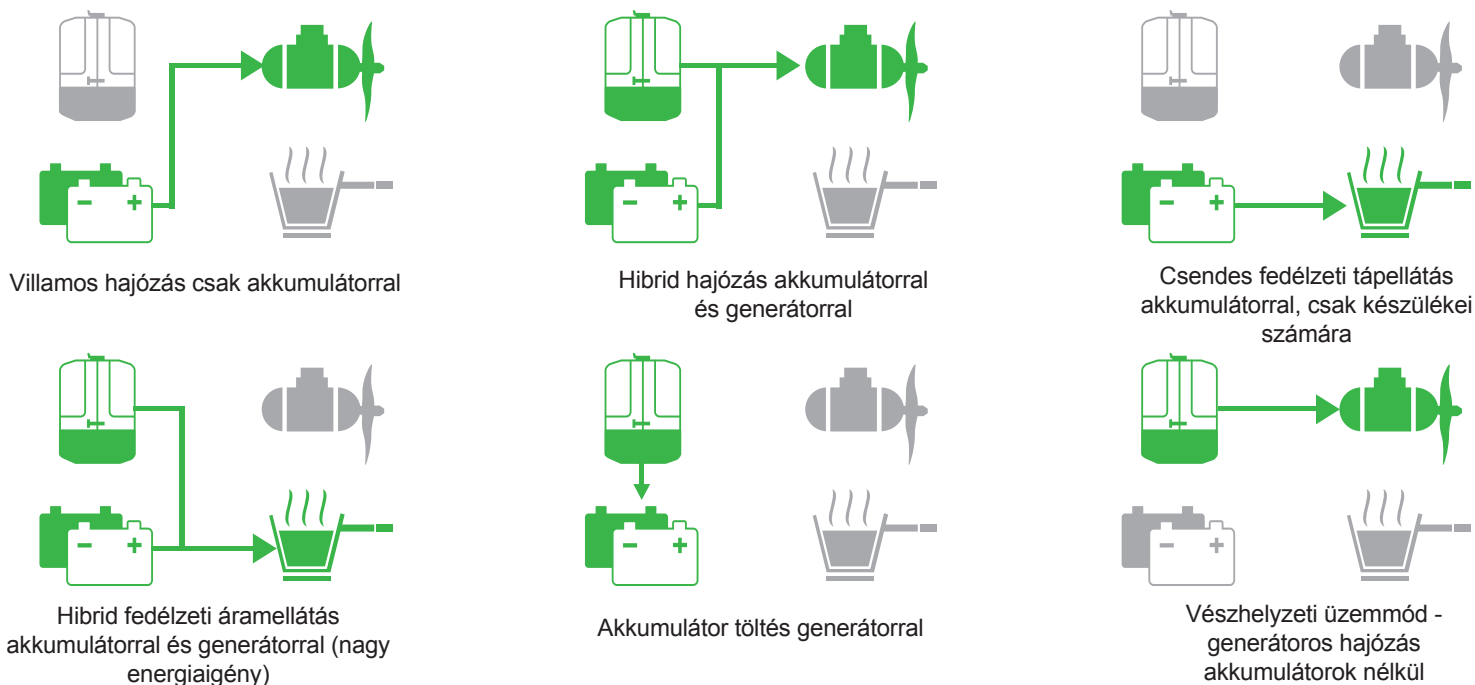 Villamos hajózás csak akkumulátorral
Hibrid hajózás akkumulátorral
és generátorral
Csendes fedélzeti tápellátás
akkumulátorral, csak készülékei
számára
Hibrid fedélzeti áramellátás
akkumulátorral és generátorral (nagy
energiaigény)
Akkumulátor töltés generátorral
Vészhelyzeti üzemmód -
generátoros hajózás
akkumulátorok nélkül